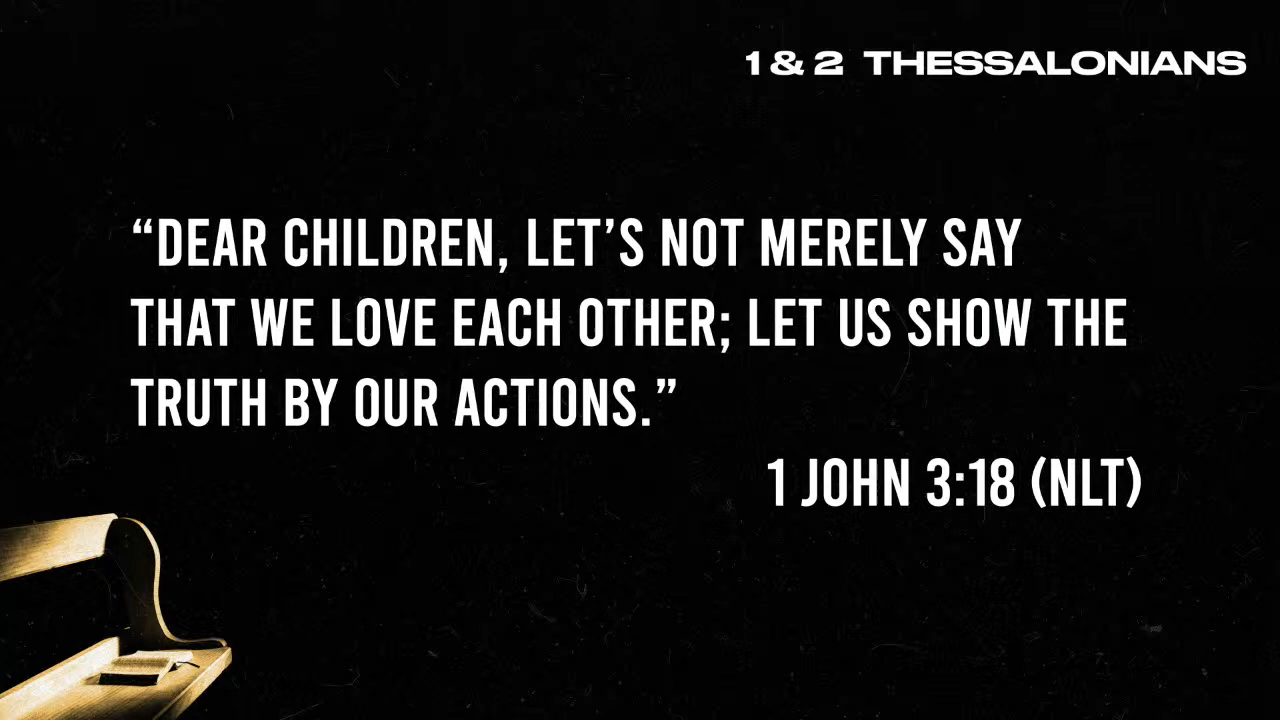 1 & 2 THESSALONIANS
“DEAR CHILDREN, LET’S NOT MERELY SAY
THAT WE LOVE EACH OTHER; LET US SHOW THE
TRUTH BY OUR ACTIONS.”
1 JOHN 3:18 (NLT)